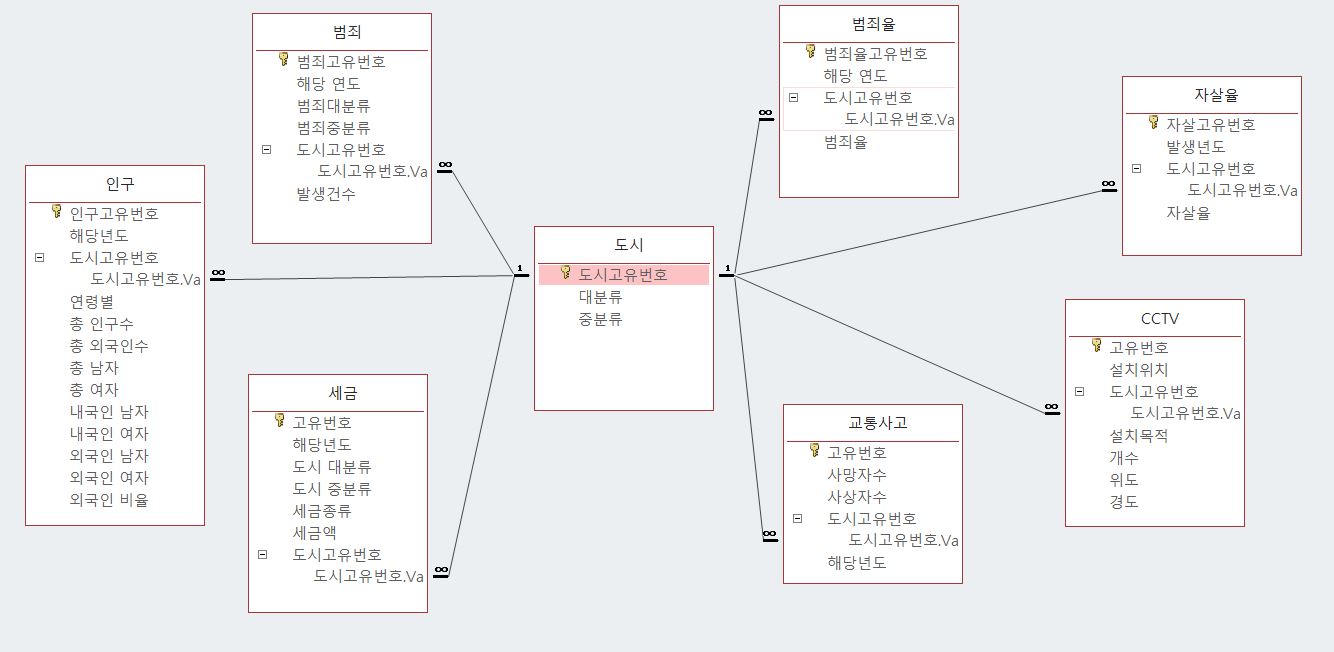 범죄
범죄고유번호
해당 연도
범죄대분류
범죄중분류
도시고유번호
도시고유번호.Va
발생건수
범죄율
범죄율고유번호
해당 연도
도시고유번호
도시고유번호.Va
범죄율
자살율
자살고유번호
발생년도
도시고유번호
도시고유번호.Va
자살율
인구
인구고유번호
해당년도
도시고유번호
도시고유번호.Va
연령별
총 인구수
총 외국인수
총 남자
총 여자
내국인 남자
내국인 여자
외국인 남자
외국인 여자
외국인 비율
도시
도시고유번호
대분류
중분류
세금
고유번호
해당년도
도시 대분류
도시 중분류
세금종류
세금액
도시고유번호
도시고유번호.Va
교통사고
고유번호
사망자수
사상자수
도시고유번호
도시고유번호.Va
해당년도
CCTV
고유번호
설치위치
도시고유번호
도시고유번호.Va
설치목적
개수
위도
경도
∞
∞
∞
∞
1
1
∞
∞
∞